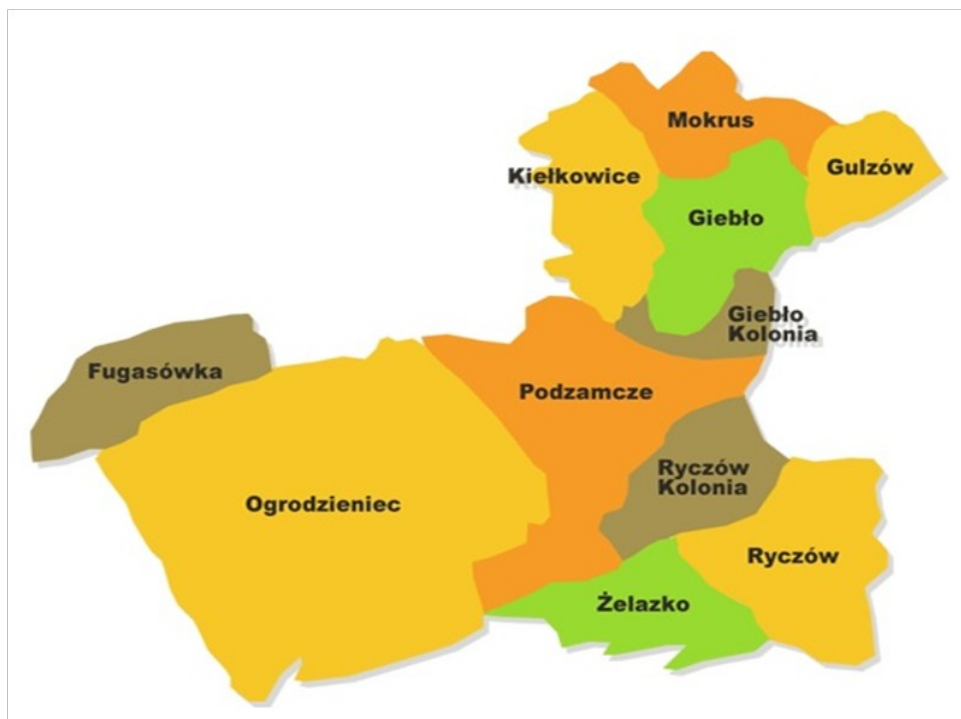 Mokrus
Kiełkowice
Gulzów
Giebło
Giebło
Kolonia
Fugasówka
Podzamcze
Ryczów
Kolonia
Ogrodzieniec
Ryczów
Żelazko